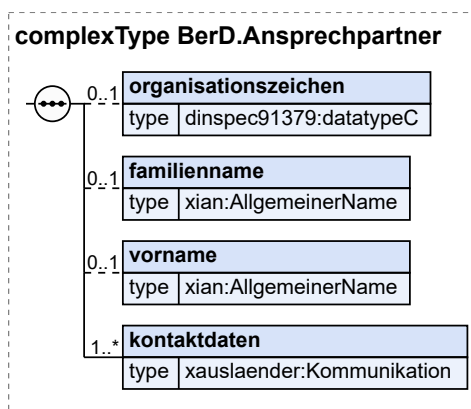 complexType BerD.Ansprechpartner
0..1 organisationszeichen
type dinspec91379:datatypeC
0..1 familienname
type xian:AllgemeinerName
0..1 vorname
type xian:AllgemeinerName
1..* kontaktdaten
type xauslaender:Kommunikation